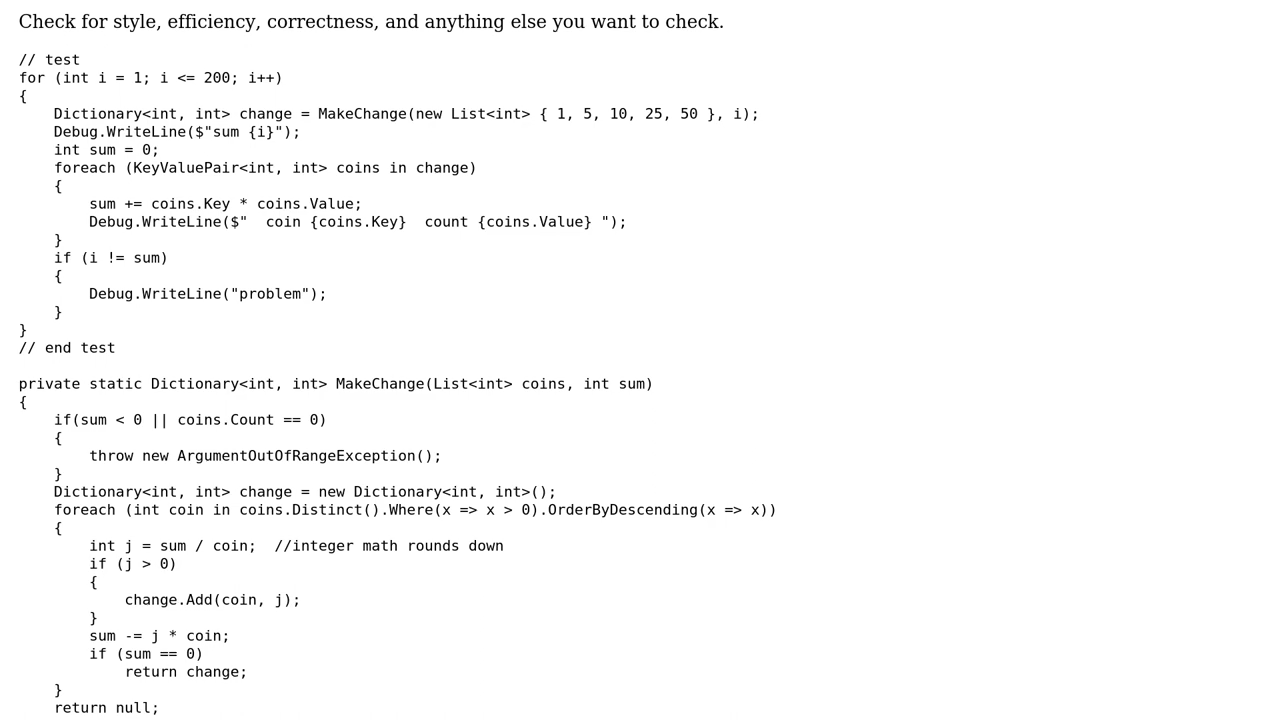 Check for style, efficiency, correctness, and anything else you want to check.
// test
for (int i = 1; i <= 200; i++)
{
    Dictionary<int, int> change = MakeChange(new List<int> { 1, 5, 10, 25, 50 }, i);
    Debug.WriteLine($"sum {i}");
    int sum = 0;
    foreach (KeyValuePair<int, int> coins in change)
    {
        sum += coins.Key * coins.Value;
        Debug.WriteLine($"  coin {coins.Key}  count {coins.Value} ");
    }
    if (i != sum)
    {
        Debug.WriteLine("problem");
    }
}
// end test
private static Dictionary<int, int> MakeChange(List<int> coins, int sum)
{
    if(sum < 0 || coins.Count == 0)
    {
        throw new ArgumentOutOfRangeException();
    }
    Dictionary<int, int> change = new Dictionary<int, int>();
    foreach (int coin in coins.Distinct().Where(x => x > 0).OrderByDescending(x => x))
    {
        int j = sum / coin;  //integer math rounds down
        if (j > 0)
        {
            change.Add(coin, j);
        }
        sum -= j * coin;
        if (sum == 0)
            return change;
    }
    return null;